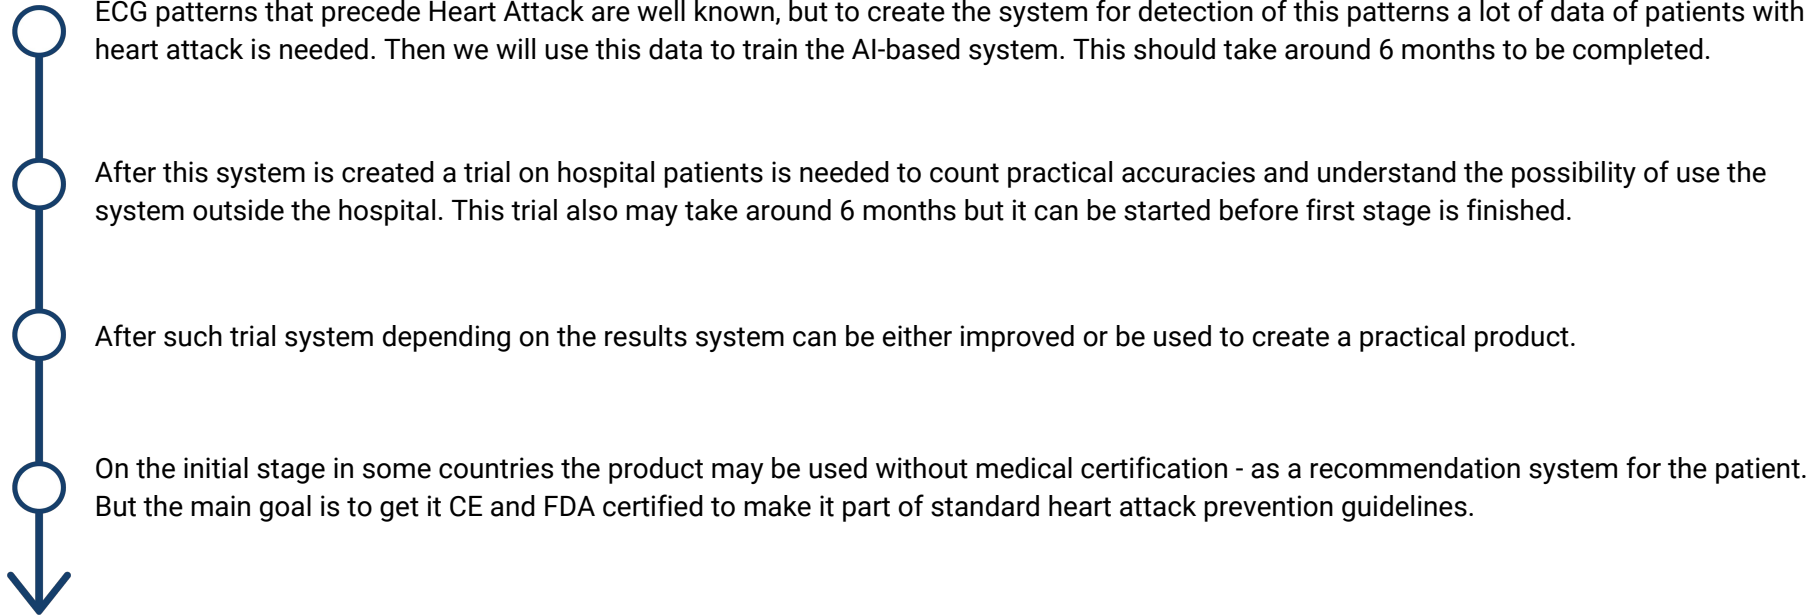 ECG patterns that precede Heart Attack are well known, but to create the system for detection of this patterns a lot of data of patients with
heart attack is needed. Then we will use this data to train the AI-based system. This should take around 6 months to be completed.
After this system is created a trial on hospital patients is needed to count practical accuracies and understand the possibility of use the
system outside the hospital. This trial also may take around 6 months but it can be started before first stage is finished.
After such trial system depending on the results system can be either improved or be used to create a practical product.
On the initial stage in some countries the product may be used without medical certification - as a recommendation system for the patient.
But the main goal is to get it CE and FDA certified to make it part of standard heart attack prevention guidelines.